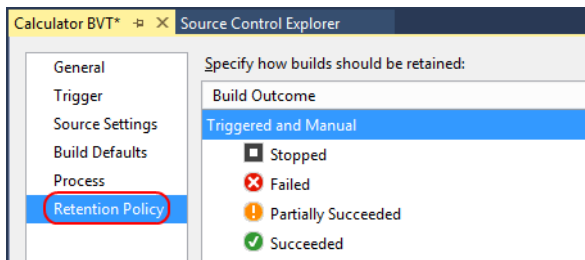 Calculator BVT* Source Control Explorer
General
Trigger
Source Settings
Build Defaults
Process
Retention Policy
Specify how builds should be retained:
Build Outcome
Triggered and Manual
Stopped
Failed
Partially Succeeded
Succeeded